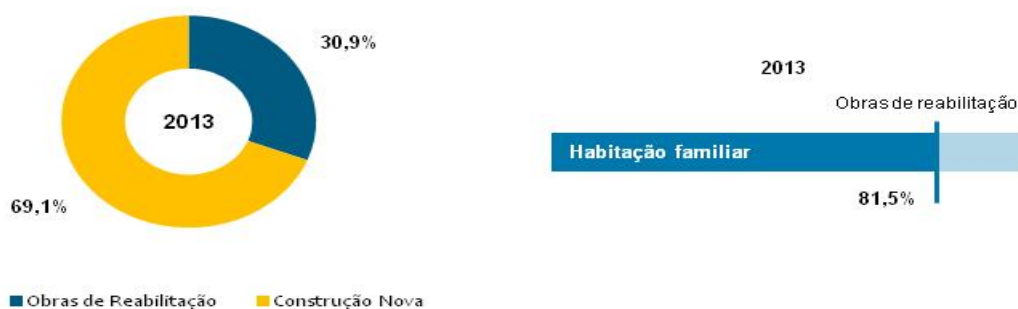 30,9%
2013
69,1%
Obras de Reabilitação
Construção Nova
2013
Obras de reabilitação
Habitação familiar
81,5%